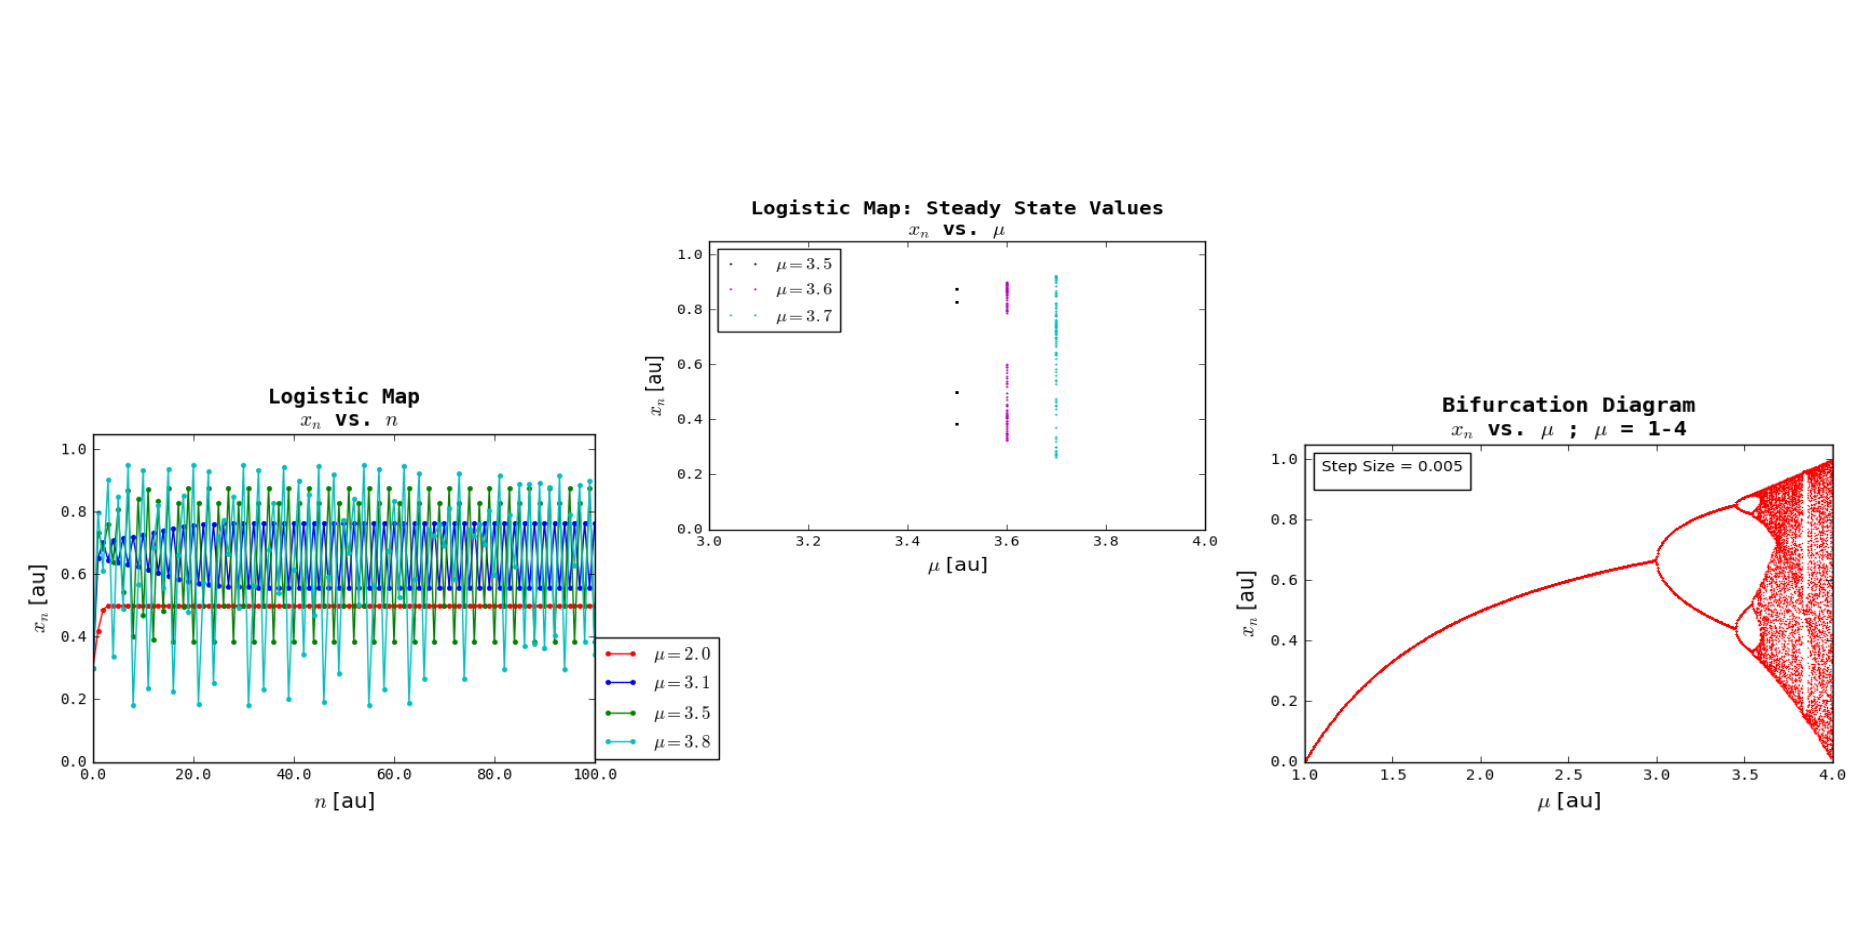 Logistic Map
xₙ vs. n
1.0
0.8
0.6
0.4
0.2
0.0
xₙ [au]
0.0 20.0 40.0 60.0 80.0 100.0
n [au]
μ=2.0
μ=3.1
μ=3.5
μ=3.8
Logistic Map: Steady State Values
xₙ vs. μ
μ=3.5
μ=3.6
μ=3.7
1.0
0.8
0.6
0.4
0.2
0.0
xₙ [au]
3.0 3.2 3.4 3.6 3.8 4.0
μ [au]
Bifurcation Diagram
xₙ vs. μ ; μ = 1-4
Step Size = 0.005
1.0
0.8
0.6
0.4
0.2
0.0
xₙ [au]
1.0 1.5 2.0 2.5 3.0 3.5 4.0
μ [au]